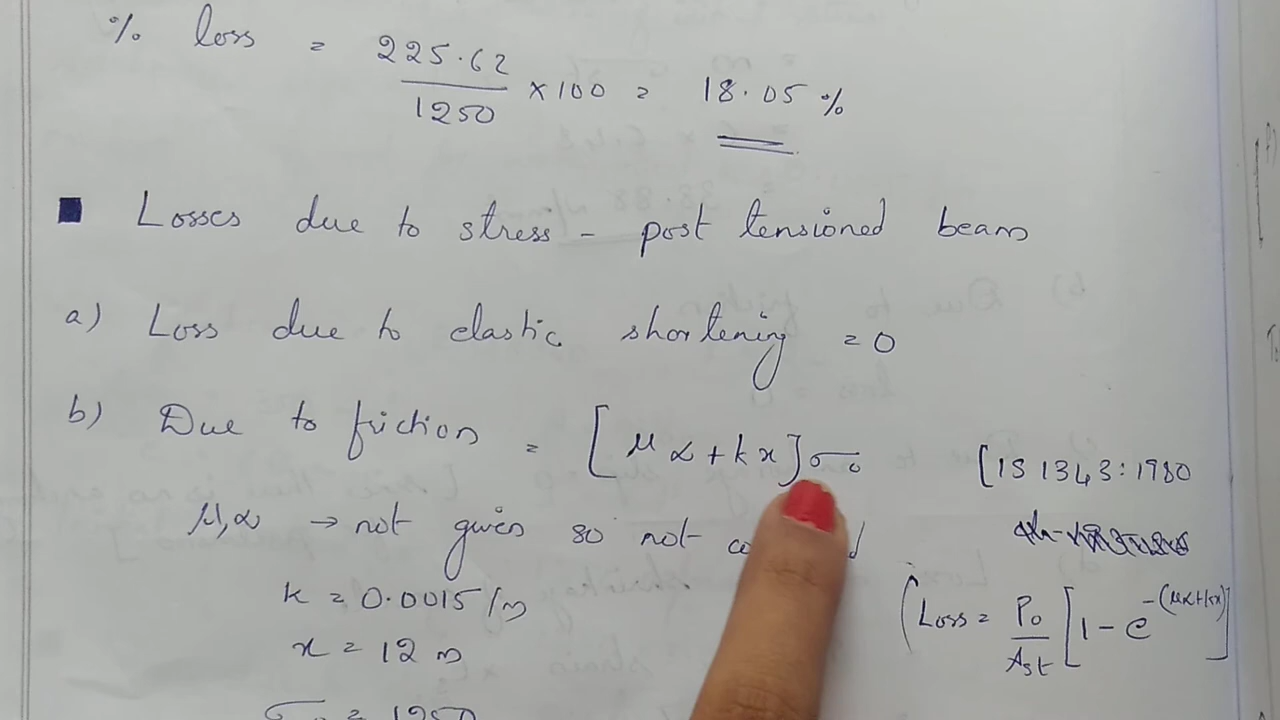 % loss = 225.62 / 1250 × 100 = 18.05 %
■ Losses due to stress - post tensioned beam
a) Loss due to elastic shortening = 0
b) Due to friction = [μα + kx]σ₀ [IS 1343:1980
μ,α → not given so not
k = 0.0015/m
(Loss = P₀ / Ast [1 - e^-(μα+kx)]
x = 12 m
= 1250